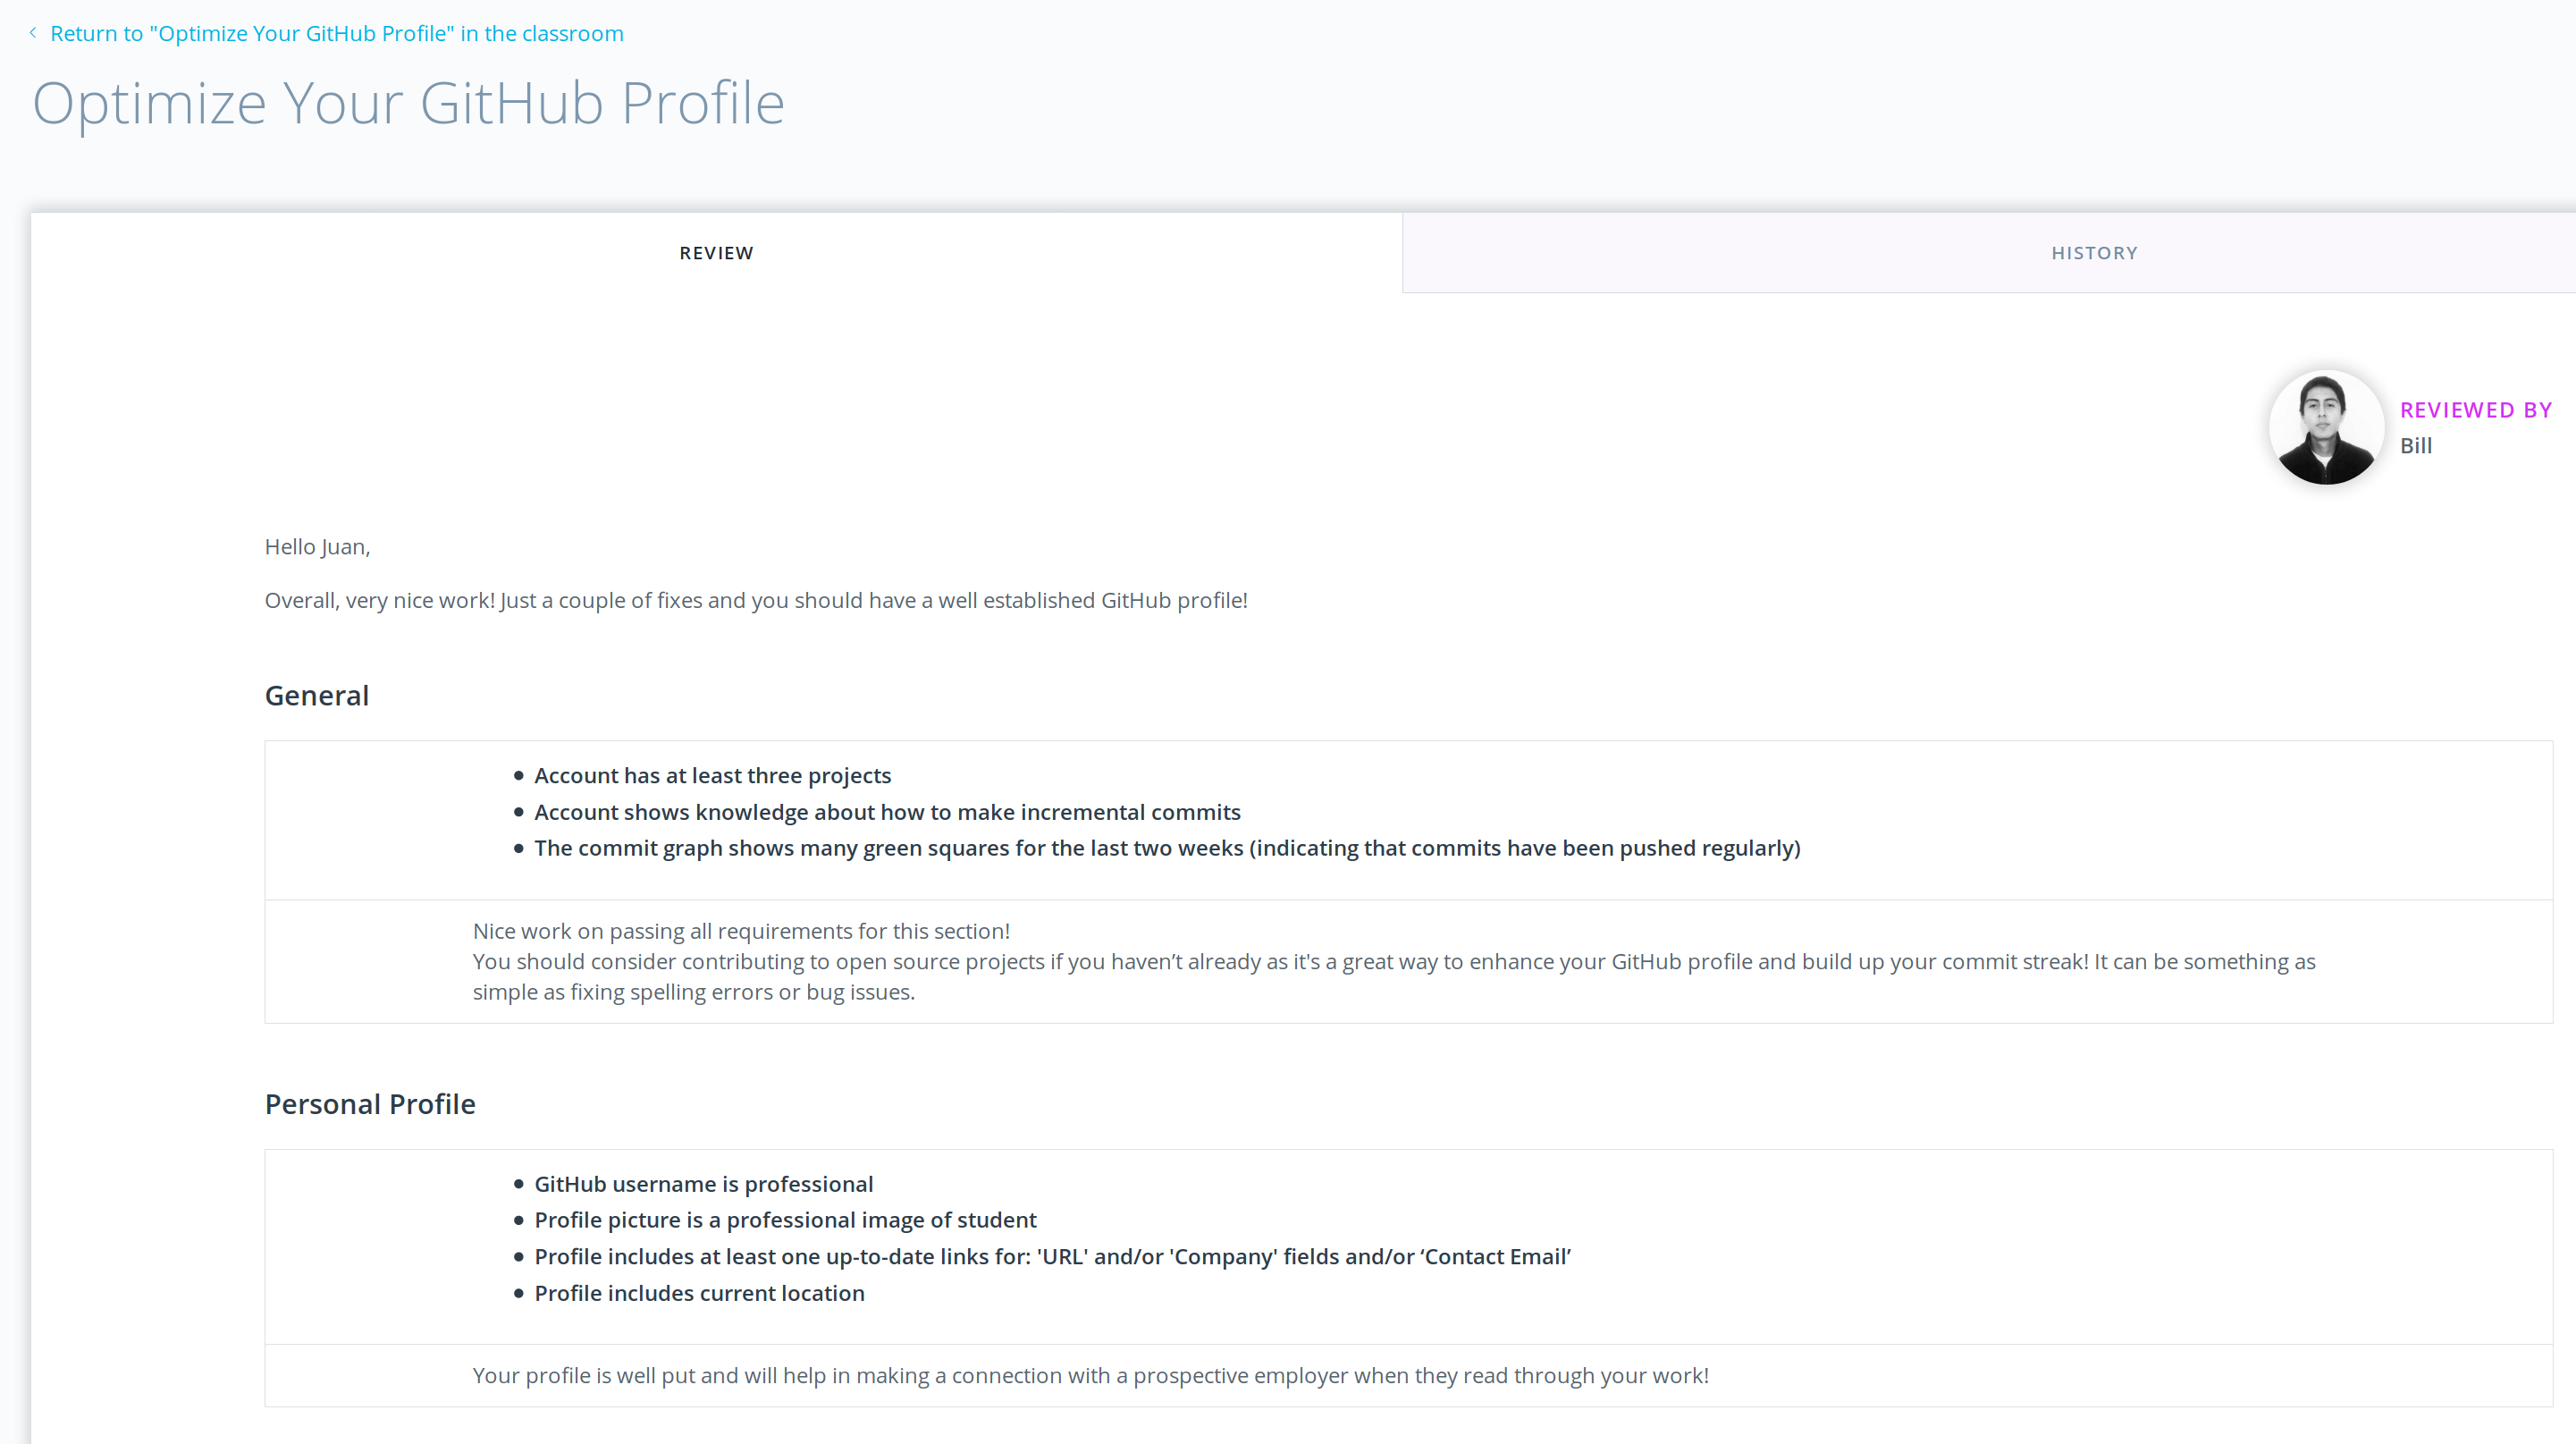 Return to "Optimize Your GitHub Profile" in the classroom
Optimize Your GitHub Profile
REVIEW
HISTORY
REVIEWED BY
Bill
Hello Juan,
Overall, very nice work! Just a couple of fixes and you should have a well established GitHub profile!
General
Account has at least three projects
Account shows knowledge about how to make incremental commits
The commit graph shows many green squares for the last two weeks (indicating that commits have been pushed regularly)
Nice work on passing all requirements for this section!
You should consider contributing to open source projects if you haven’t already as it's a great way to enhance your GitHub profile and build up your commit streak! It can be something as
simple as fixing spelling errors or bug issues.
Personal Profile
GitHub username is professional
Profile picture is a professional image of student
Profile includes at least one up-to-date links for: 'URL' and/or 'Company' fields and/or ‘Contact Email’
Profile includes current location
Your profile is well put and will help in making a connection with a prospective employer when they read through your work!